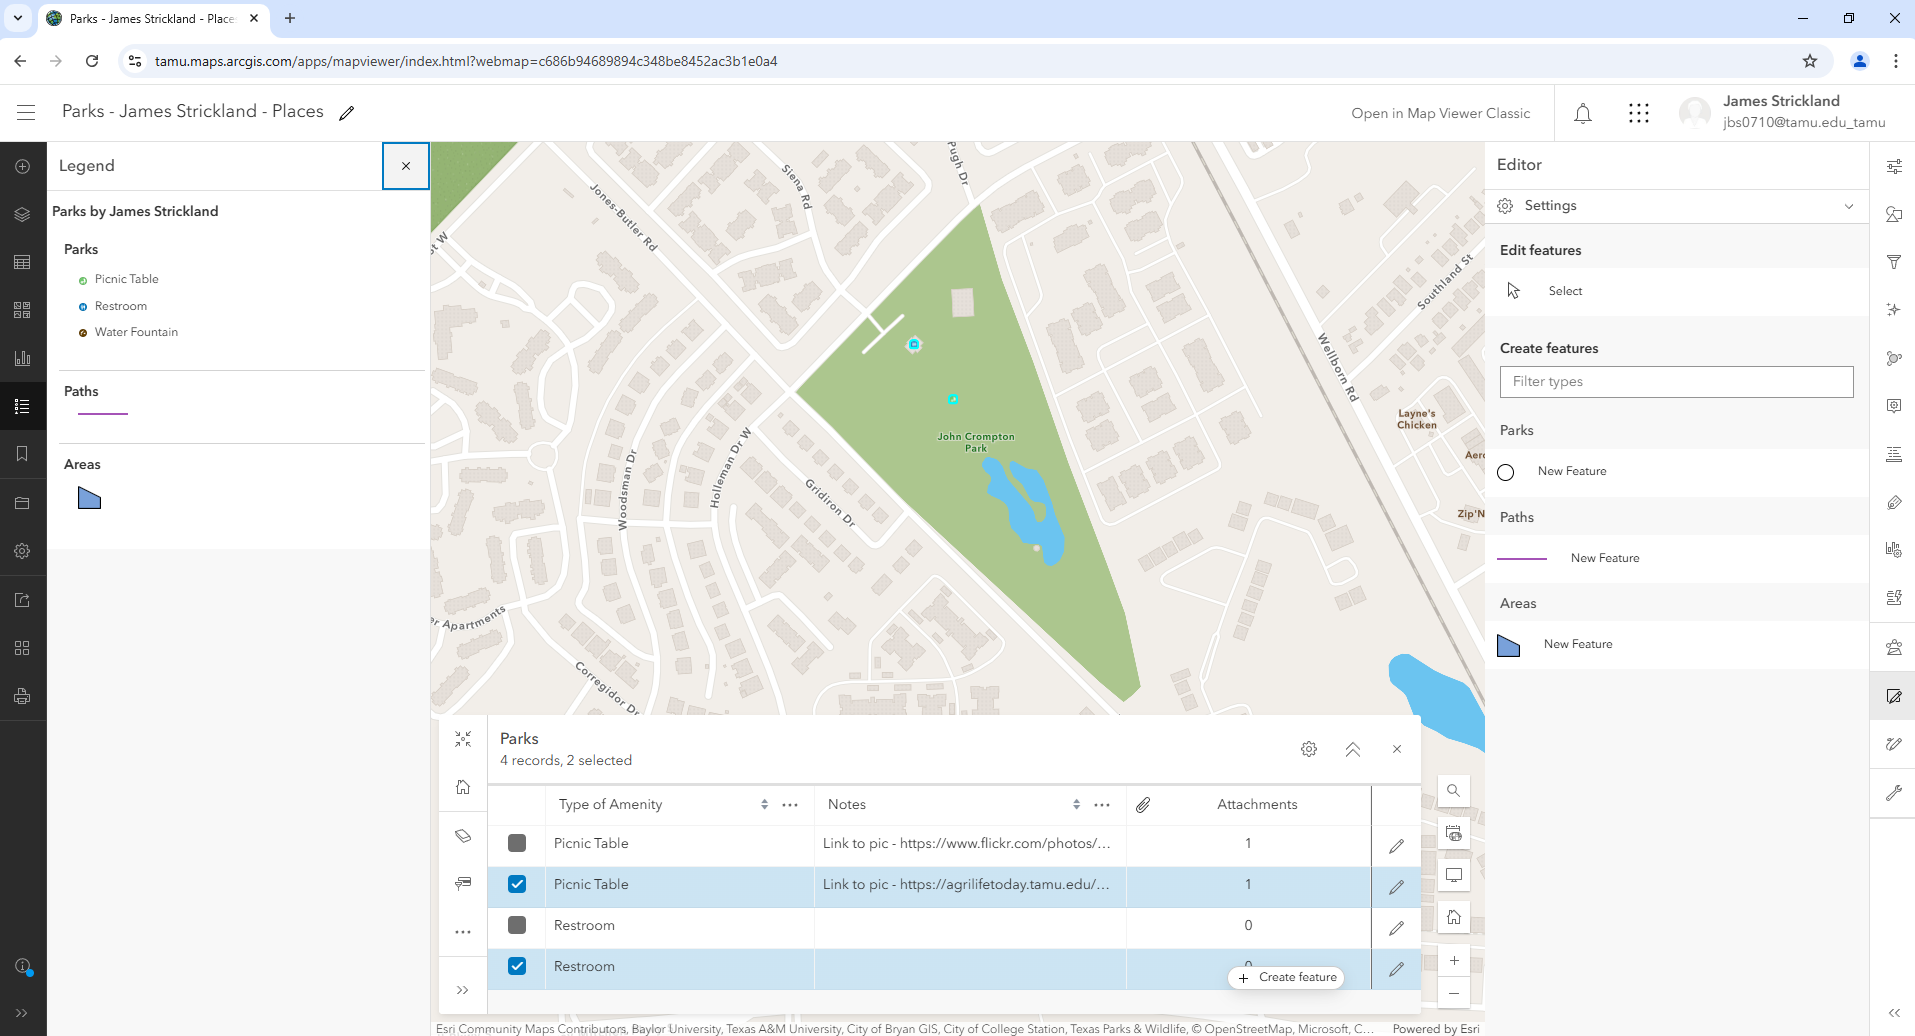 Parks - James Strickland - Place
tamu.maps.arcgis.com/apps/mapviewer/index.html?webmap=c686b94689894c348be8452ac3b1e0a4
Parks - James Strickland - Places
Open in Map Viewer Classic
James Strickland
jbs0710@tamu.edu_tamu
Legend
Parks by James Strickland
Parks
Picnic Table
Restroom
Water Fountain
Paths
Areas
Pugh Dr
Siena Rd
Jones-Butler Rd
st W
Southland St
Wellborn Rd
Layne's
Chicken
Aero
Zip'N
John Crompton
Park
Holleman Dr W
Woodsman Dr
Gridiron Dr
er Apartments
Corregidor Dr
Editor
Settings
Edit features
Select
Create features
Filter types
Parks
New Feature
Paths
New Feature
Areas
New Feature
Parks
4 records, 2 selected
Type of Amenity Notes Attachments
Picnic Table Link to pic - https://www.flickr.com/photos/... 1
Picnic Table Link to pic - https://agrilifetoday.tamu.edu/... 1
Restroom 0
Restroom 0
Create feature
Esri Community Maps Contributors, Baylor University, Texas A&M University, City of Bryan GIS, City of College Station, Texas Parks & Wildlife, © OpenStreetMap, Microsoft, C... Powered by Esri